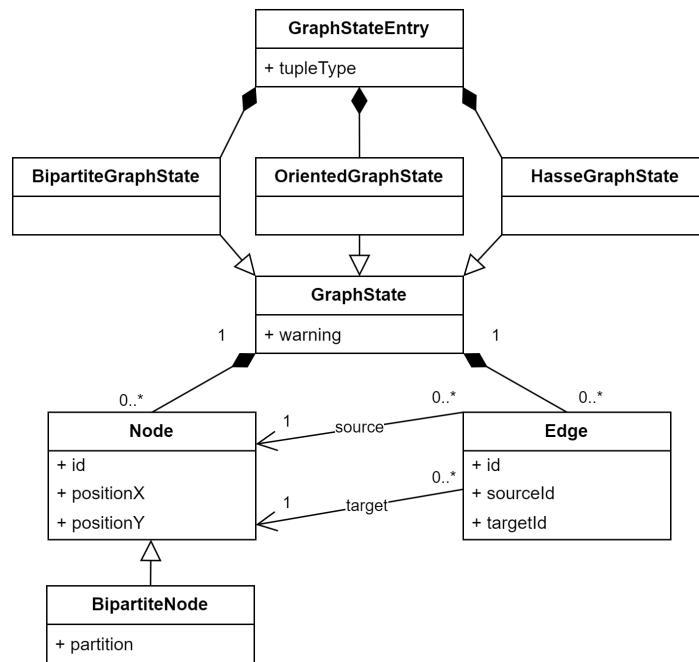 GraphStateEntry
+ tupleType
BipartiteGraphState
OrientedGraphState
HasseGraphState
GraphState
+ warning
1
1
0..*
0..*
Node
+ id
+ positionX
+ positionY
1
source
0..*
1
target
0..*
Edge
+ id
+ sourceId
+ targetId
BipartiteNode
+ partition